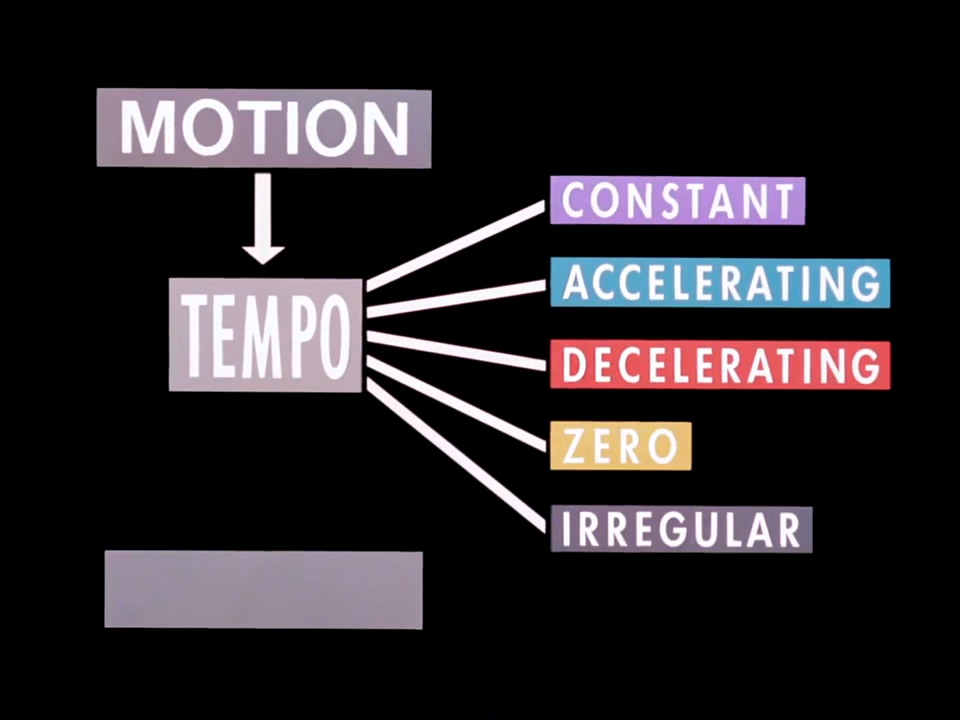 MOTION
TEMPO
CONSTANT
ACCELERATING
DECELERATING
ZERO
IRREGULAR